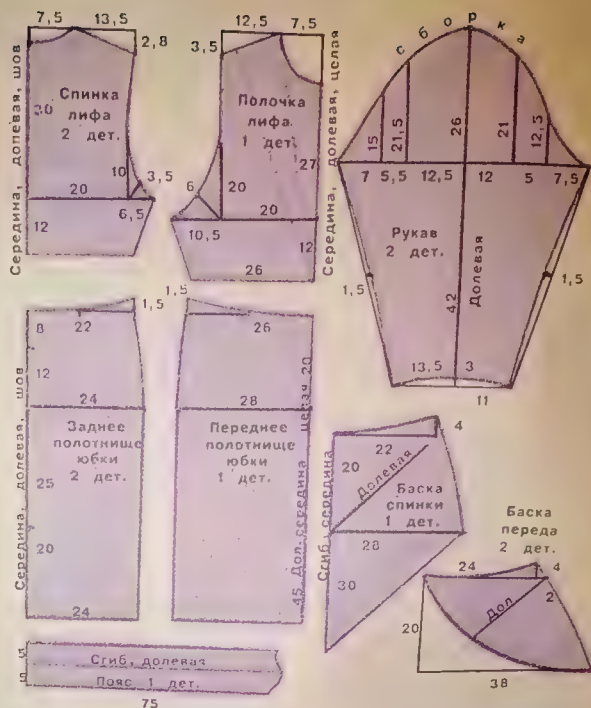 7,5 13,5
2,8
30
Спинка
лифа
2 дет.
10
3,5
20
6,5
12
Середина, долевая, шов
12,5 7,5
3,5
Полочка
лифа
1 дет.
27
6
20
20
10,5
12
26
Середина, долевая, целая
сборка
15
21,5
26
21
12,5
7 5,5 12,5 12 5 7,5
Рукав
2 дет.
Долевая
42
1,5
1,5
13,5 3
11
1,5
8 22
12
24
Заднее
полотнище
юбки
2 дет.
25
20
24
Середина, долевая, шов
1,5
26
28
Переднее
полотнище
юбки
1 дет.
45 Дол. середина целая 20
4
22
20
Долевая
Баска
спинки
1 дет.
28
30
Сгиб, середина
Баска
переда
2 дет.
24
4
2
Дол
20
38
5
Сгиб, долевая
Пояс 1 дет.
75